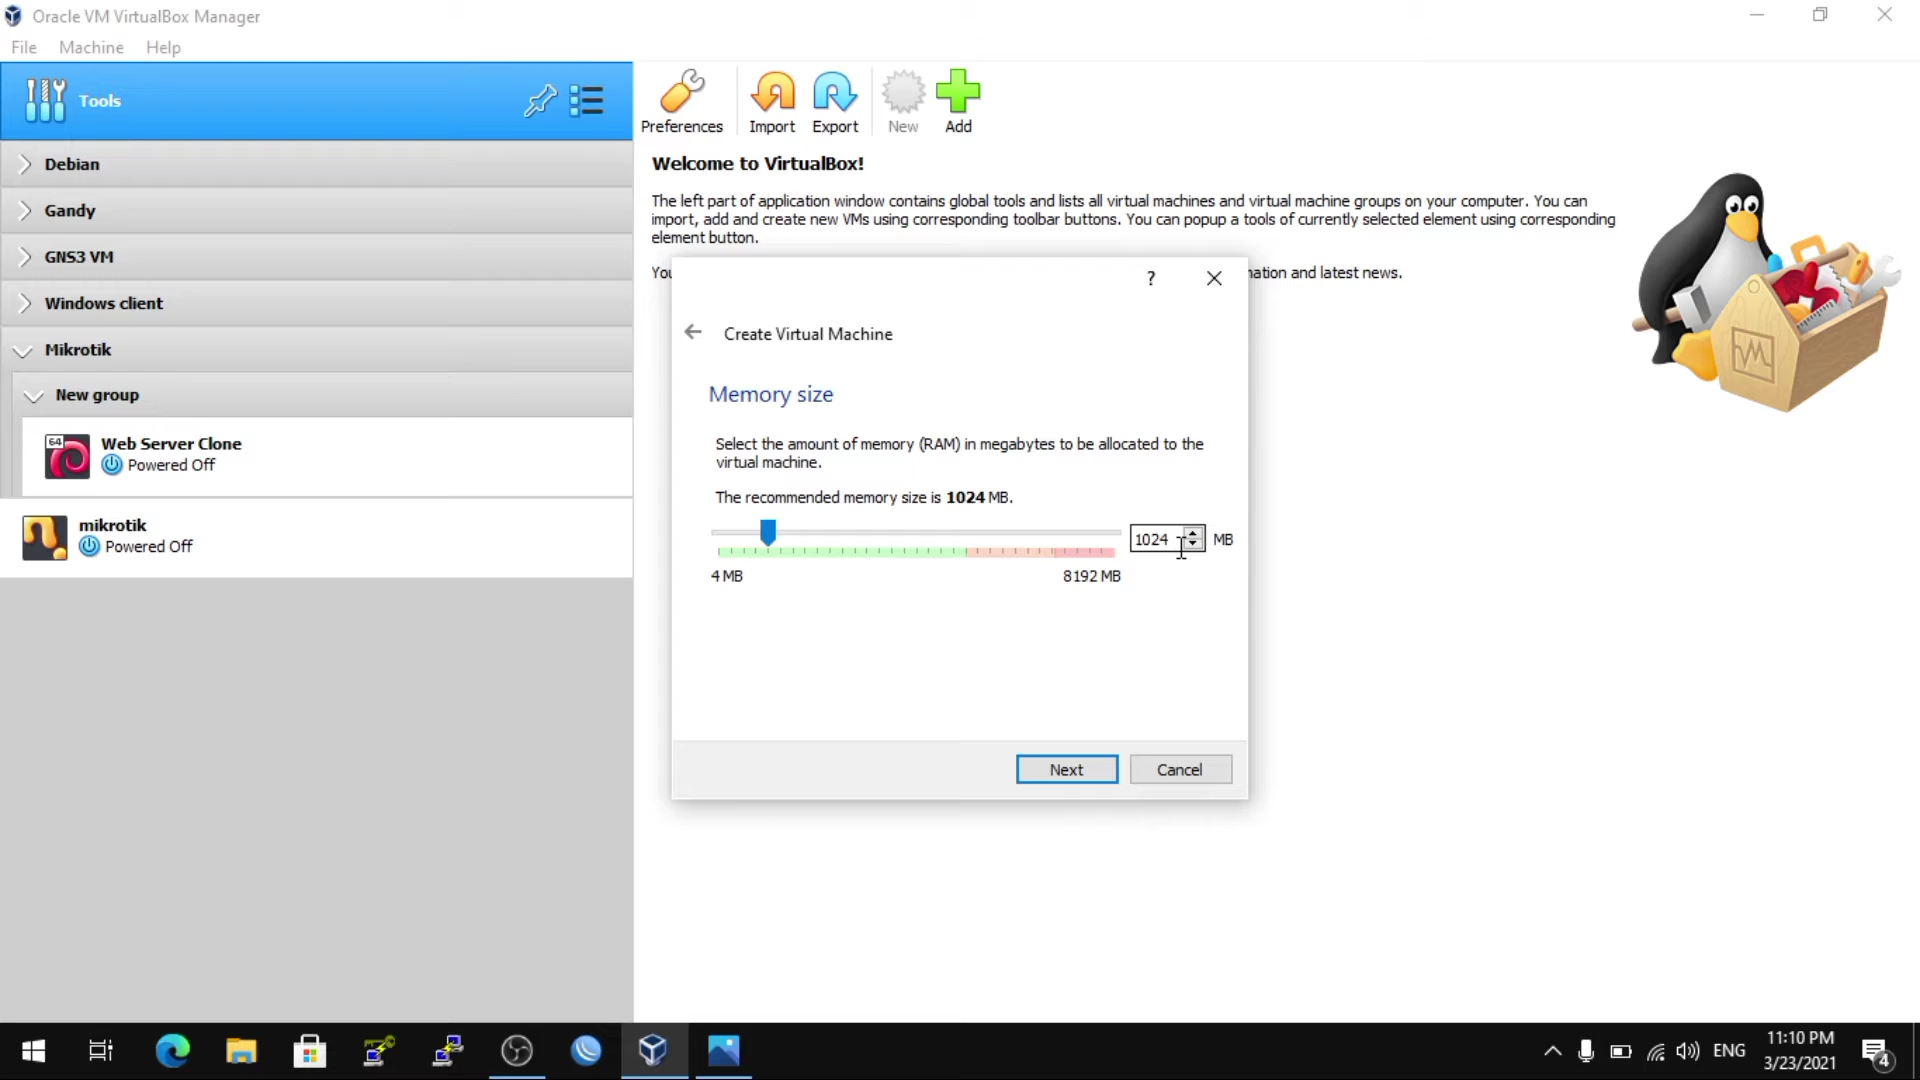 Oracle VM VirtualBox Manager
File Machine Help
Tools
Preferences Import Export New Add
Debian
Gandy
GNS3 VM
Windows client
Mikrotik
New group
64
Web Server Clone
Powered Off
mikrotik
Powered Off
Welcome to VirtualBox!
The left part of application window contains global tools and lists all virtual machines and virtual machine groups on your computer. You can
import, add and create new VMs using corresponding toolbar buttons. You can popup a tools of currently selected element using corresponding
element button.
and latest news.
?
Create Virtual Machine
Memory size
Select the amount of memory (RAM) in megabytes to be allocated to the
virtual machine.
The recommended memory size is 1024 MB.
1024 MB
4 MB 8192 MB
Next Cancel
ENG
11:10 PM
3/23/2021
4